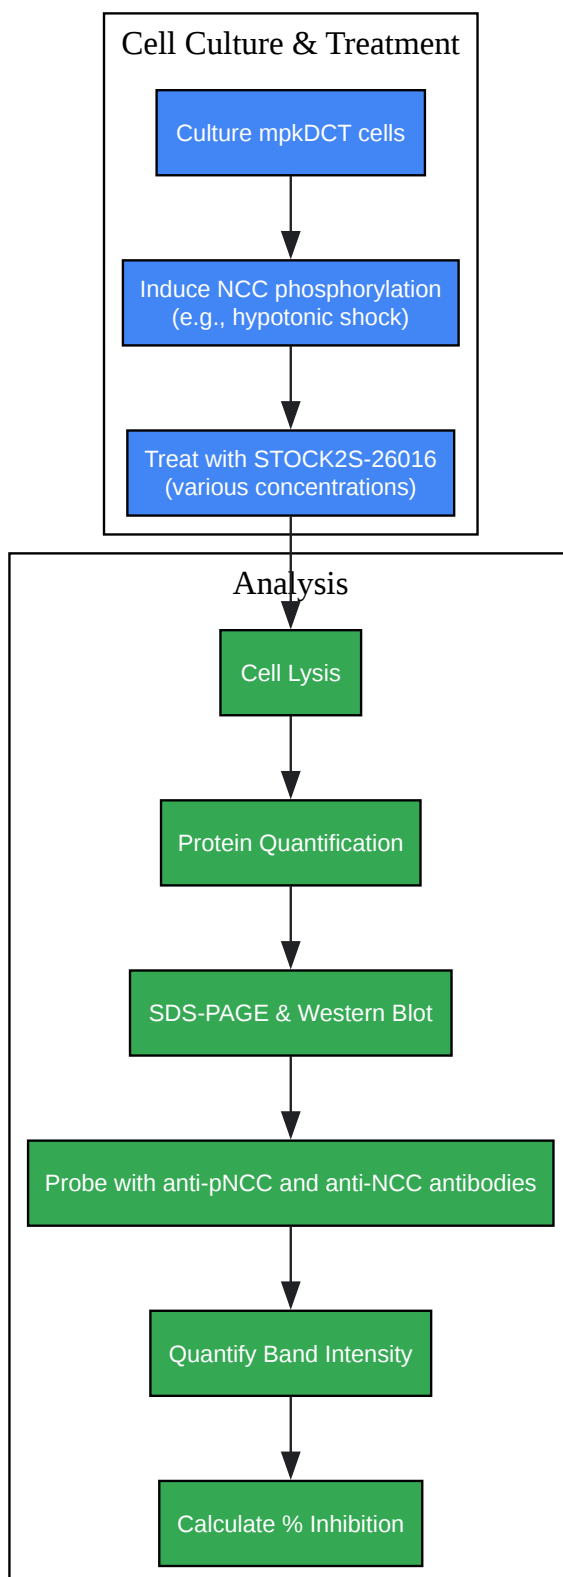 Cell Culture & Treatment
Culture mpkDCT cells
Induce NCC phosphorylation
(e.g., hypotonic shock)
Treat with STOCK2S-26016
(various concentrations)
Analysis
Cell Lysis
Protein Quantification
SDS-PAGE & Western Blot
Probe with anti-pNCC and anti-NCC antibodies
Quantify Band Intensity
Calculate % Inhibition